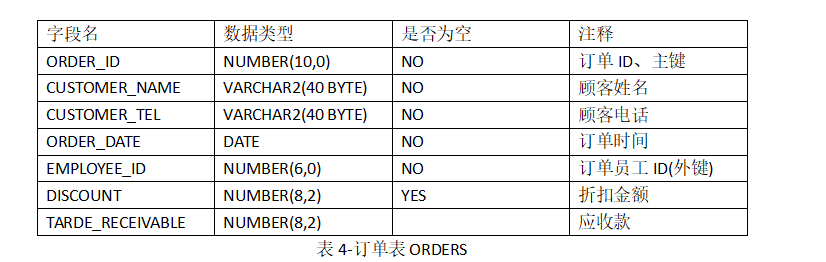 字段名 数据类型 是否为空 注释
ORDER_ID NUMBER(10,0) NO 订单 ID、主键
CUSTOMER_NAME VARCHAR2(40 BYTE) NO 顾客姓名
CUSTOMER_TEL VARCHAR2(40 BYTE) NO 顾客电话
ORDER_DATE DATE NO 订单时间
EMPLOYEE_ID NUMBER(6,0) NO 订单员工 ID(外键)
DISCOUNT NUMBER(8,2) YES 折扣金额
TARDE_RECEIVABLE NUMBER(8,2) 应收款
表 4-订单表 ORDERS